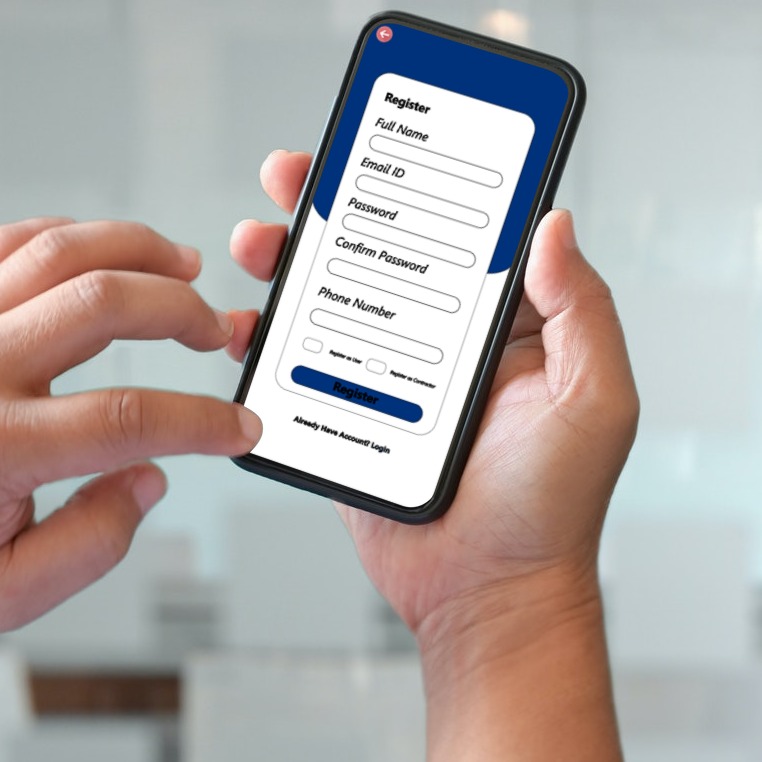 Register
Full Name
Email ID
Password
Confirm Password
Phone Number
Register as User
Register as Contractor
Register
Already Have Account? Login